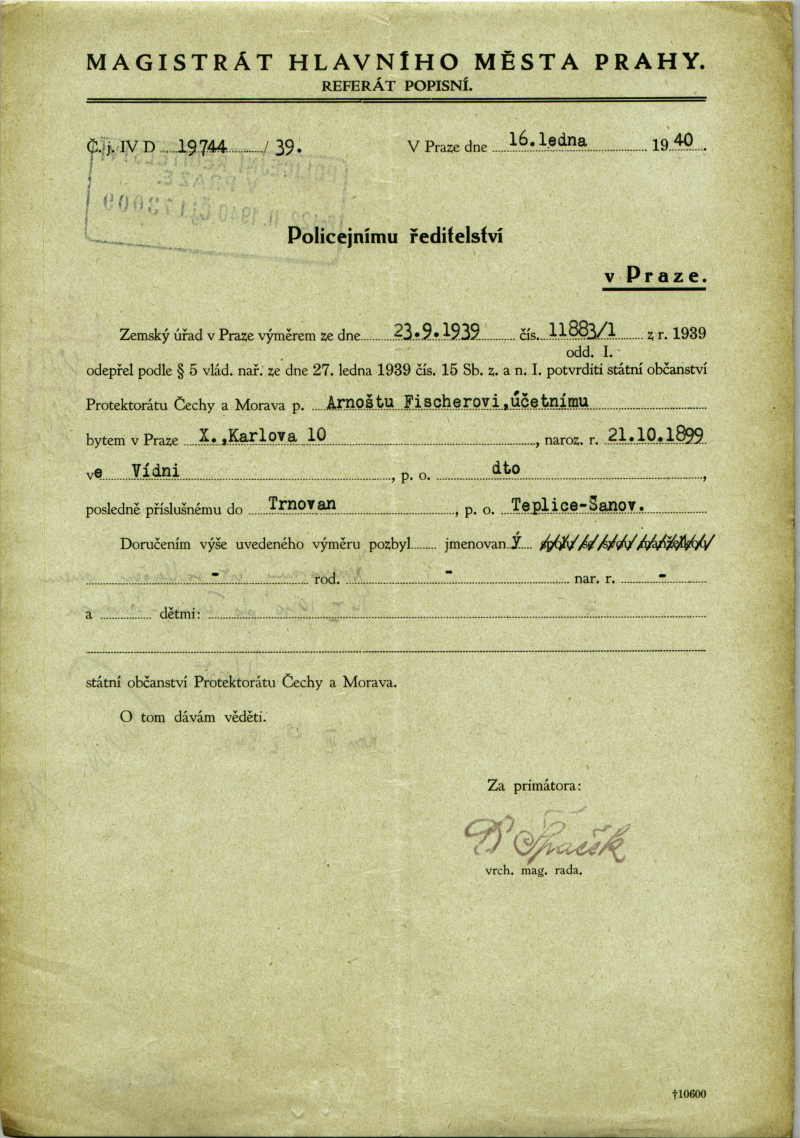 MAGISTRÁT HLAVNÍHO MĚSTA PRAHY.
REFERÁT POPISNÍ.
Č. j. IV D 19744 / 39.
V Praze dne 16.ledna 1940.
Policejnímu ředitelství
v Praze.
Zemský úřad v Praze výměrem ze dne 23.9.1939 čís. 11883/1 z r. 1939
odd. I.
odepřel podle § 5 vlád. nař. ze dne 27. ledna 1939 čís. 15 Sb. z. a n. I. potvrditi státní občanství
Protektorátu Čechy a Morava p. Arnoštu Fischerovi,účetnímu
bytem v Praze X.,Karlova 10, naroz. r. 21.10.1899
ve Vídni, p. o. dto,
posledně příslušnému do Trnovan, p. o. Teplice-Šanov.
Doručením výše uvedeného výměru pozbyl jmenovaný
- rod. - nar. r. -
a dětmi:
státní občanství Protektorátu Čechy a Morava.
O tom dávám věděti.
Za primátora:
vrch. mag. rada.
†10600